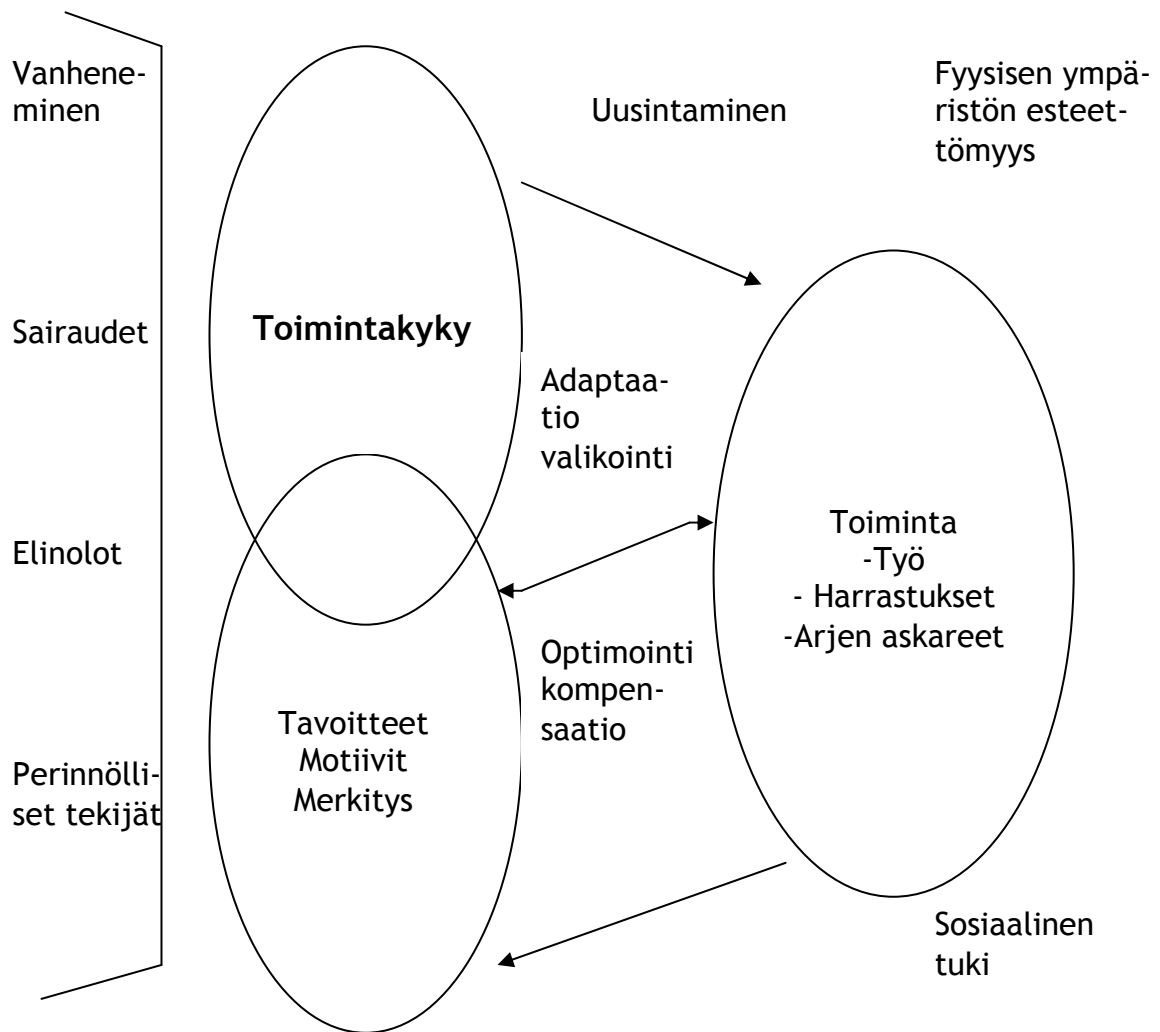 Vanhene-
minen
Uusintaminen
Fyysisen ympä-
ristön esteet-
tömyys
Sairaudet
Toimintakyky
Adaptaa-
tio
valikointi
Elinolot
Toiminta
-Työ
- Harrastukset
-Arjen askareet
Optimointi
kompen-
saatio
Tavoitteet
Motiivit
Merkitys
Perinnölli-
set tekijät
Sosiaalinen
tuki